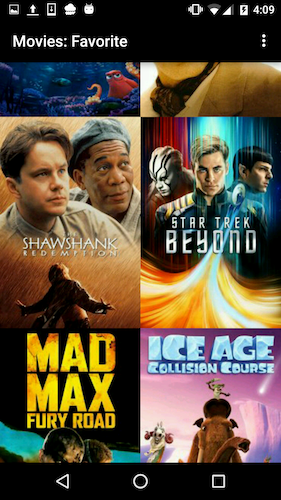 4:09
Movies: Favorite
SHAWSHANK
REDEMPTION
STAR TREK
BEYOND
MAD
MAX
FURY ROAD
ICE AGE
COLLISION COURSE